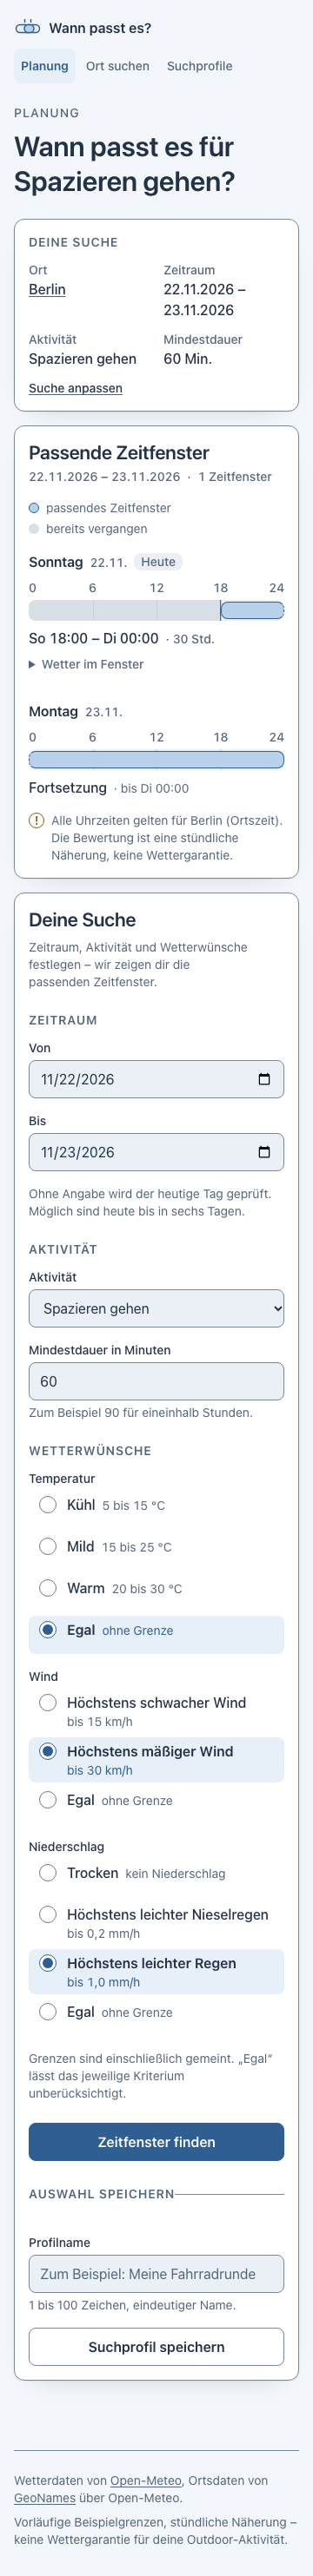 Wann passt es?
Planung Ort suchen Suchprofile
PLANUNG
Wann passt es für
Spazieren gehen?
DEINE SUCHE
Ort Zeitraum
Berlin 22.11.2026 –
23.11.2026
Aktivität Mindestdauer
Spazieren gehen 60 Min.
Suche anpassen
Passende Zeitfenster
22.11.2026 – 23.11.2026 · 1 Zeitfenster
passendes Zeitfenster
bereits vergangen
Sonntag 22.11. Heute
0 6 12 18 24
So 18:00 – Di 00:00 · 30 Std.
Wetter im Fenster
Montag 23.11.
0 6 12 18 24
Fortsetzung · bis Di 00:00
Alle Uhrzeiten gelten für Berlin (Ortszeit).
Die Bewertung ist eine stündliche
Näherung, keine Wettergarantie.
Deine Suche
Zeitraum, Aktivität und Wetterwünsche
festlegen – wir zeigen dir die
passenden Zeitfenster.
ZEITRAUM
Von
11/22/2026
Bis
11/23/2026
Ohne Angabe wird der heutige Tag geprüft.
Möglich sind heute bis in sechs Tagen.
AKTIVITÄT
Aktivität
Spazieren gehen
Mindestdauer in Minuten
60
Zum Beispiel 90 für eineinhalb Stunden.
WETTERWÜNSCHE
Temperatur
Kühl 5 bis 15 °C
Mild 15 bis 25 °C
Warm 20 bis 30 °C
Egal ohne Grenze
Wind
Höchstens schwacher Wind
bis 15 km/h
Höchstens mäßiger Wind
bis 30 km/h
Egal ohne Grenze
Niederschlag
Trocken kein Niederschlag
Höchstens leichter Nieselregen
bis 0,2 mm/h
Höchstens leichter Regen
bis 1,0 mm/h
Egal ohne Grenze
Grenzen sind einschließlich gemeint. „Egal“
lässt das jeweilige Kriterium
unberücksichtigt.
Zeitfenster finden
AUSWAHL SPEICHERN
Profilname
Zum Beispiel: Meine Fahrradrunde
1 bis 100 Zeichen, eindeutiger Name.
Suchprofil speichern
Wetterdaten von Open-Meteo, Ortsdaten von
GeoNames über Open-Meteo.
Vorläufige Beispielgrenzen, stündliche Näherung –
keine Wettergarantie für deine Outdoor-Aktivität.